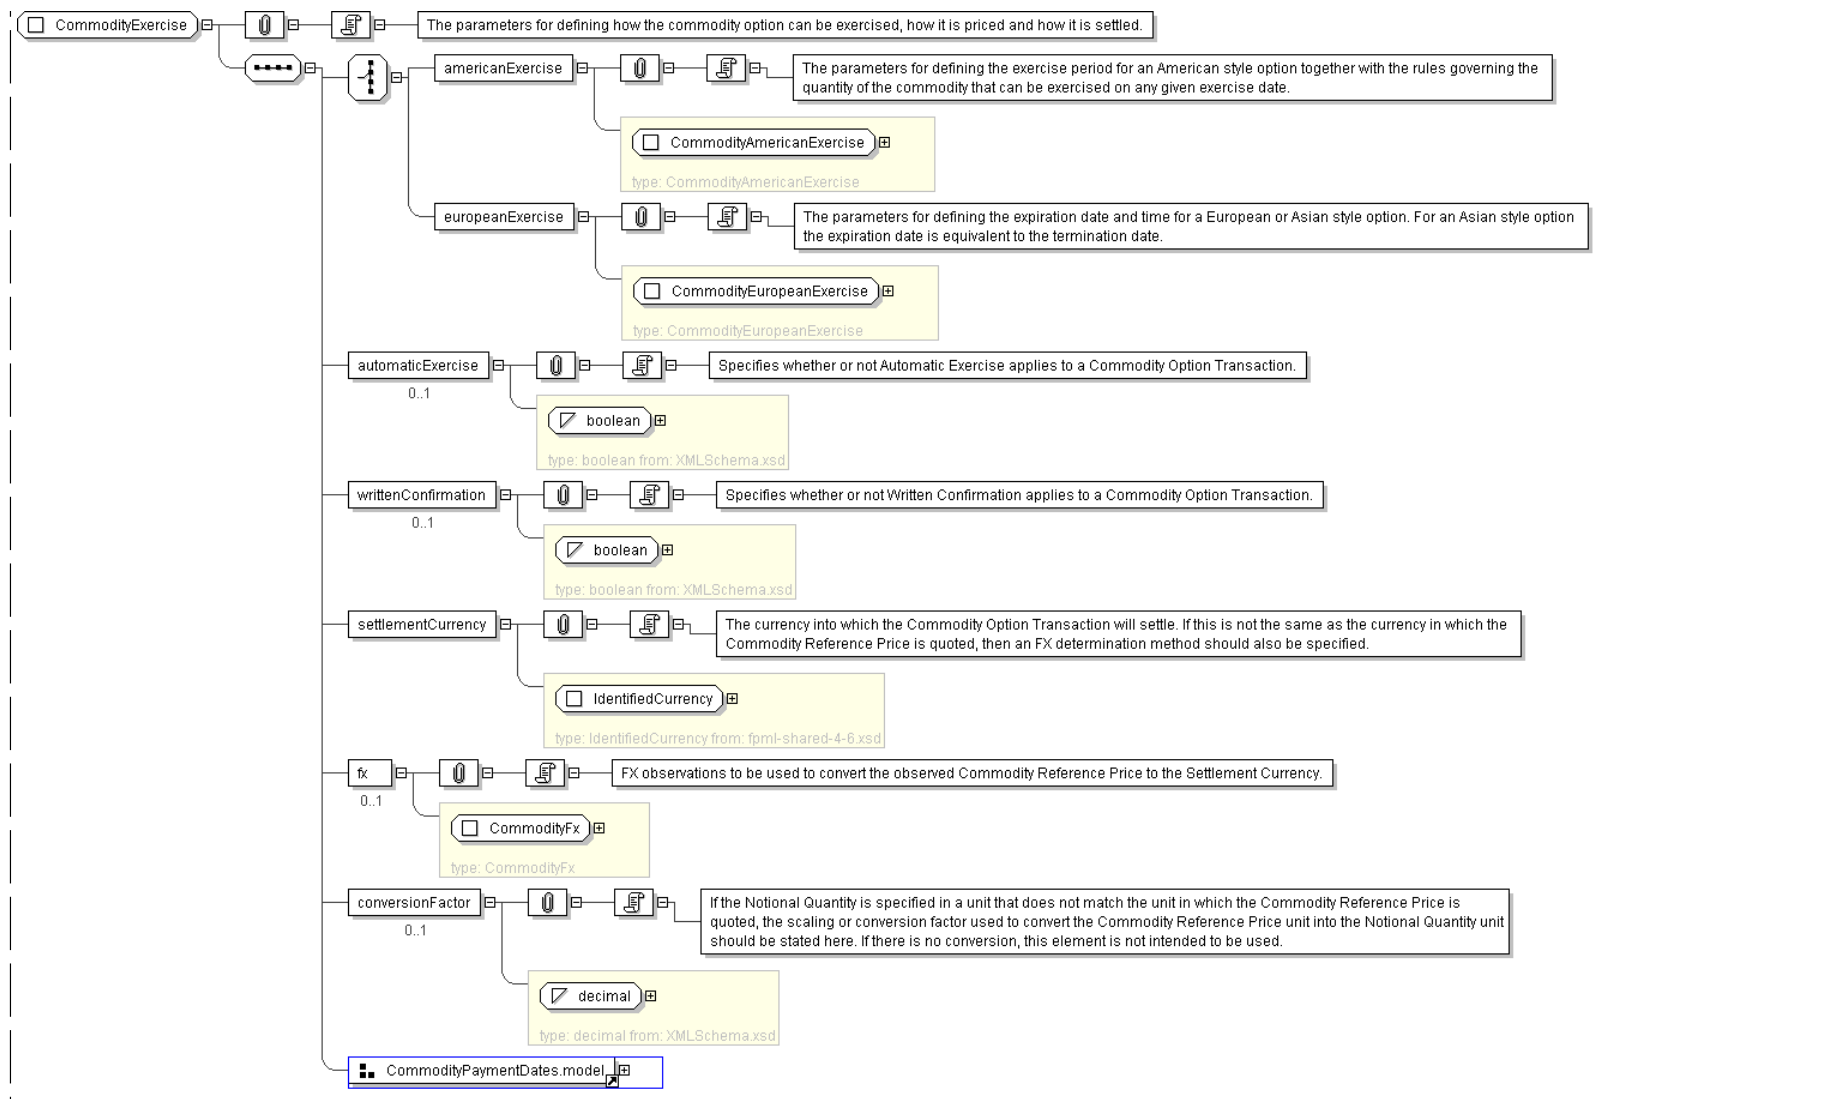 CommodityExercise
The parameters for defining how the commodity option can be exercised, how it is priced and how it is settled.
americanExercise
The parameters for defining the exercise period for an American style option together with the rules governing the
quantity of the commodity that can be exercised on any given exercise date.
CommodityAmericanExercise
type: CommodityAmericanExercise
europeanExercise
The parameters for defining the expiration date and time for a European or Asian style option. For an Asian style option
the expiration date is equivalent to the termination date.
CommodityEuropeanExercise
type: CommodityEuropeanExercise
automaticExercise
Specifies whether or not Automatic Exercise applies to a Commodity Option Transaction.
0..1
boolean
type: boolean from: XMLSchema.xsd
writtenConfirmation
Specifies whether or not Written Confirmation applies to a Commodity Option Transaction.
0..1
boolean
type: boolean from: XMLSchema.xsd
settlementCurrency
The currency into which the Commodity Option Transaction will settle. If this is not the same as the currency in which the
Commodity Reference Price is quoted, then an FX determination method should also be specified.
IdentifiedCurrency
type: IdentifiedCurrency from: fpml-shared-4-6.xsd
fx
FX observations to be used to convert the observed Commodity Reference Price to the Settlement Currency.
0..1
CommodityFx
type: CommodityFx
conversionFactor
If the Notional Quantity is specified in a unit that does not match the unit in which the Commodity Reference Price is
quoted, the scaling or conversion factor used to convert the Commodity Reference Price unit into the Notional Quantity unit
should be stated here. If there is no conversion, this element is not intended to be used.
0..1
decimal
type: decimal from: XMLSchema.xsd
CommodityPaymentDates.model